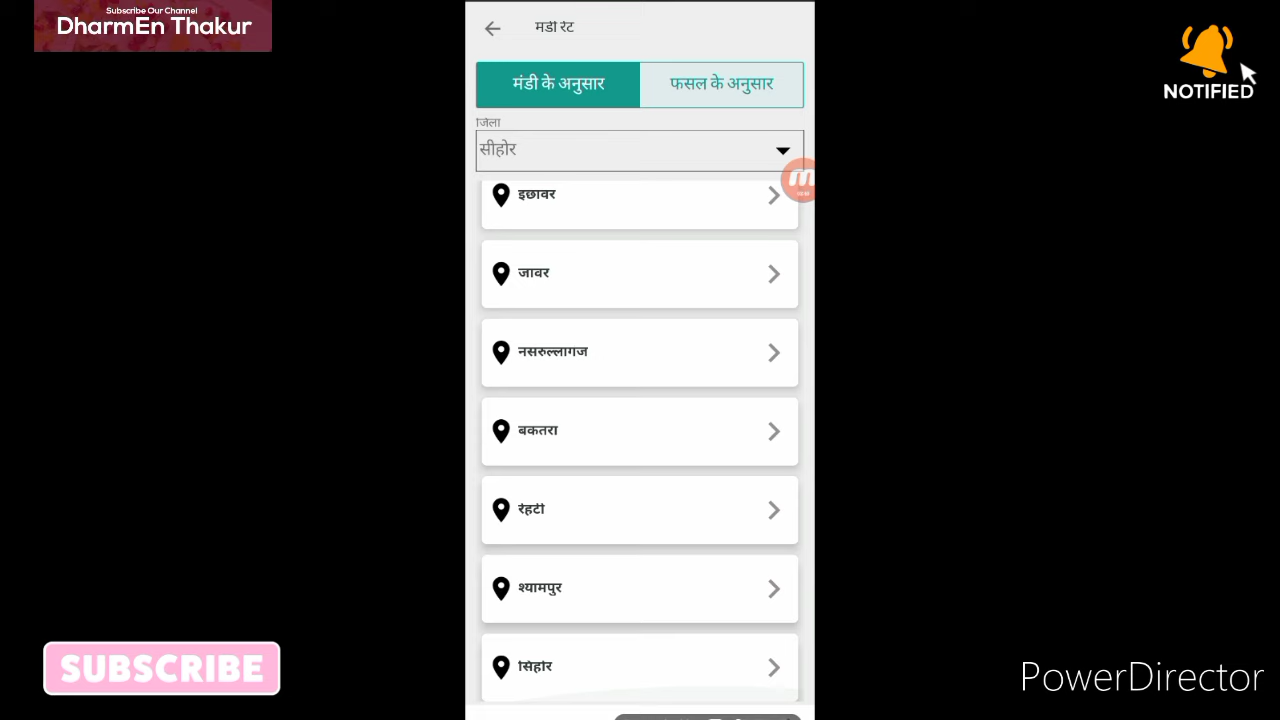 Subscribe Our Channel
DharmEn Thakur
मंडी रेट
NOTIFIED
मंडी के अनुसार
फसल के अनुसार
जिला
सीहोर
इछावर
जावर
नसरुल्लागंज
बकतरा
रेहटी
श्यामपुर
सिहोर
SUBSCRIBE
PowerDirector